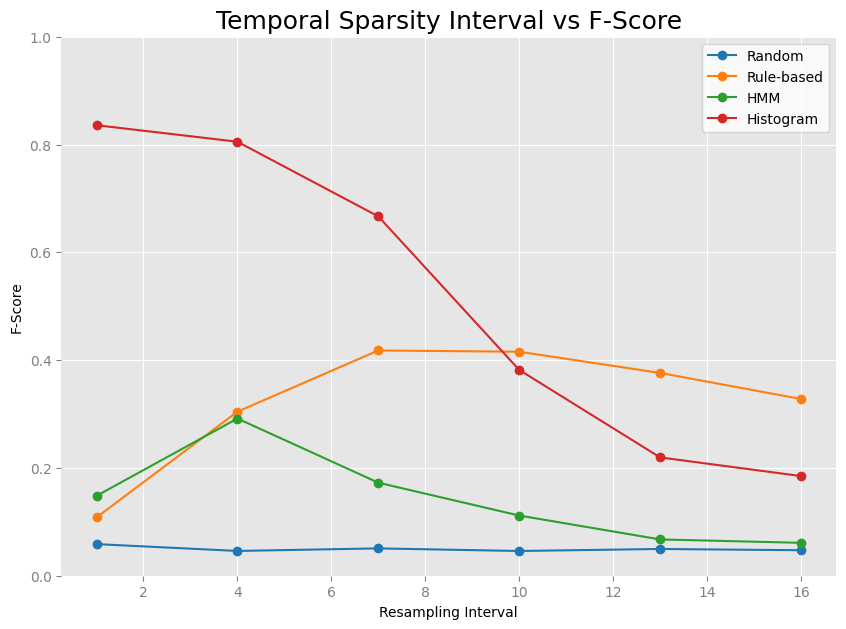 Temporal Sparsity Interval vs F-Score
Random
Rule-based
HMM
Histogram
F-Score
1.0
0.8
0.6
0.4
0.2
0.0
2 4 6 8 10 12 14 16
Resampling Interval